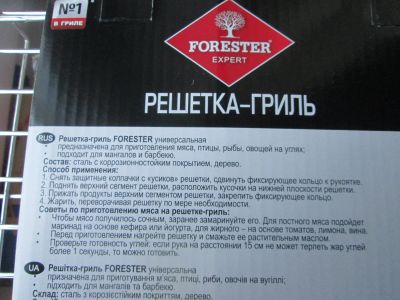 №1
В ГРИЛЕ
FORESTER
EXPERT
РЕШЕТКА-ГРИЛЬ
RUS Решетка-гриль FORESTER универсальная
• предназначена для приготовления мяса, птицы, рыбы, овощей на углях;
• подходит для мангалов и барбекю.
Состав: сталь с коррозионностойким покрытием, дерево.
Способ применения:
1. Снять защитные колпачки с "усиков" решетки, сдвинуть фиксирующее кольцо к рукоятке.
2. Поднять верхний сегмент решетки, расположить кусочки на нижней плоскости решетки.
3. Прижать продукты верхним сегментом решетки, закрепить фиксирующее кольцо.
4. Жарить, переворачивая решетку по мере необходимости.
Советы по приготовлению мяса на решетке-гриль:
• Чтобы мясо получилось сочным, заранее замаринуйте его. Для постного мяса подойдет
маринад на основе кефира или йогурта, для жирного – на основе томатов, лимона, вина.
• Перед приготовлением нагрейте решетку и смажьте ее растительным маслом.
• Проверьте готовность углей: если рука на расстоянии 15 см не может терпеть жар углей
более 1 секунды, то можно готовить.
UA Решітка-гриль FORESTER універсальна
• призначена для приготування м'яса, птиці, риби, овочів на вугіллі;
• підходить для мангалів та барбекю.
Склад: сталь з корозієстійким покриттям, дерево.